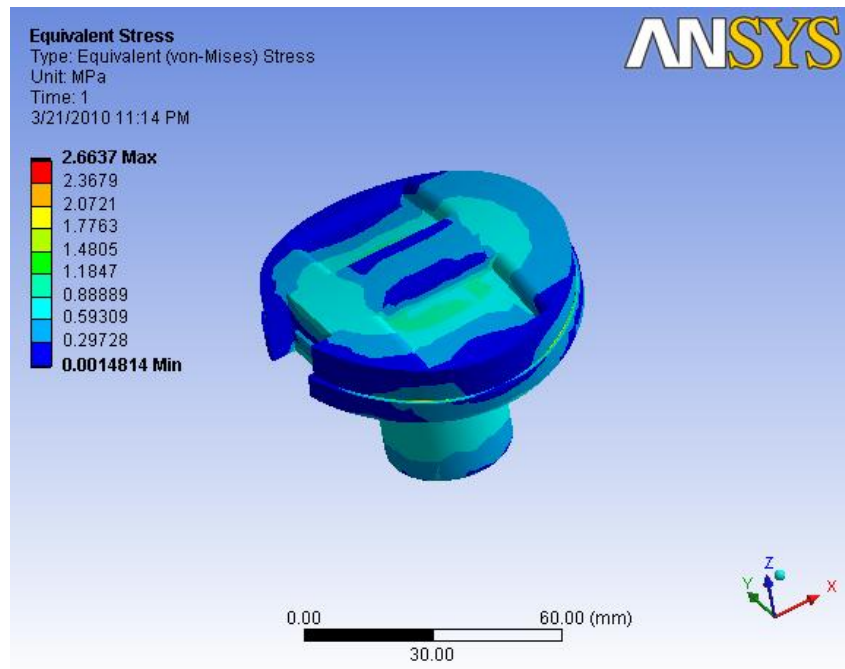 Equivalent Stress
Type: Equivalent (von-Mises) Stress
Unit: MPa
Time: 1
3/21/2010 11:14 PM
ANSYS
2.6637 Max
2.3679
2.0721
1.7763
1.4805
1.1847
0.88889
0.59309
0.29728
0.0014814 Min
Z
Y
X
0.00
60.00 (mm)
30.00